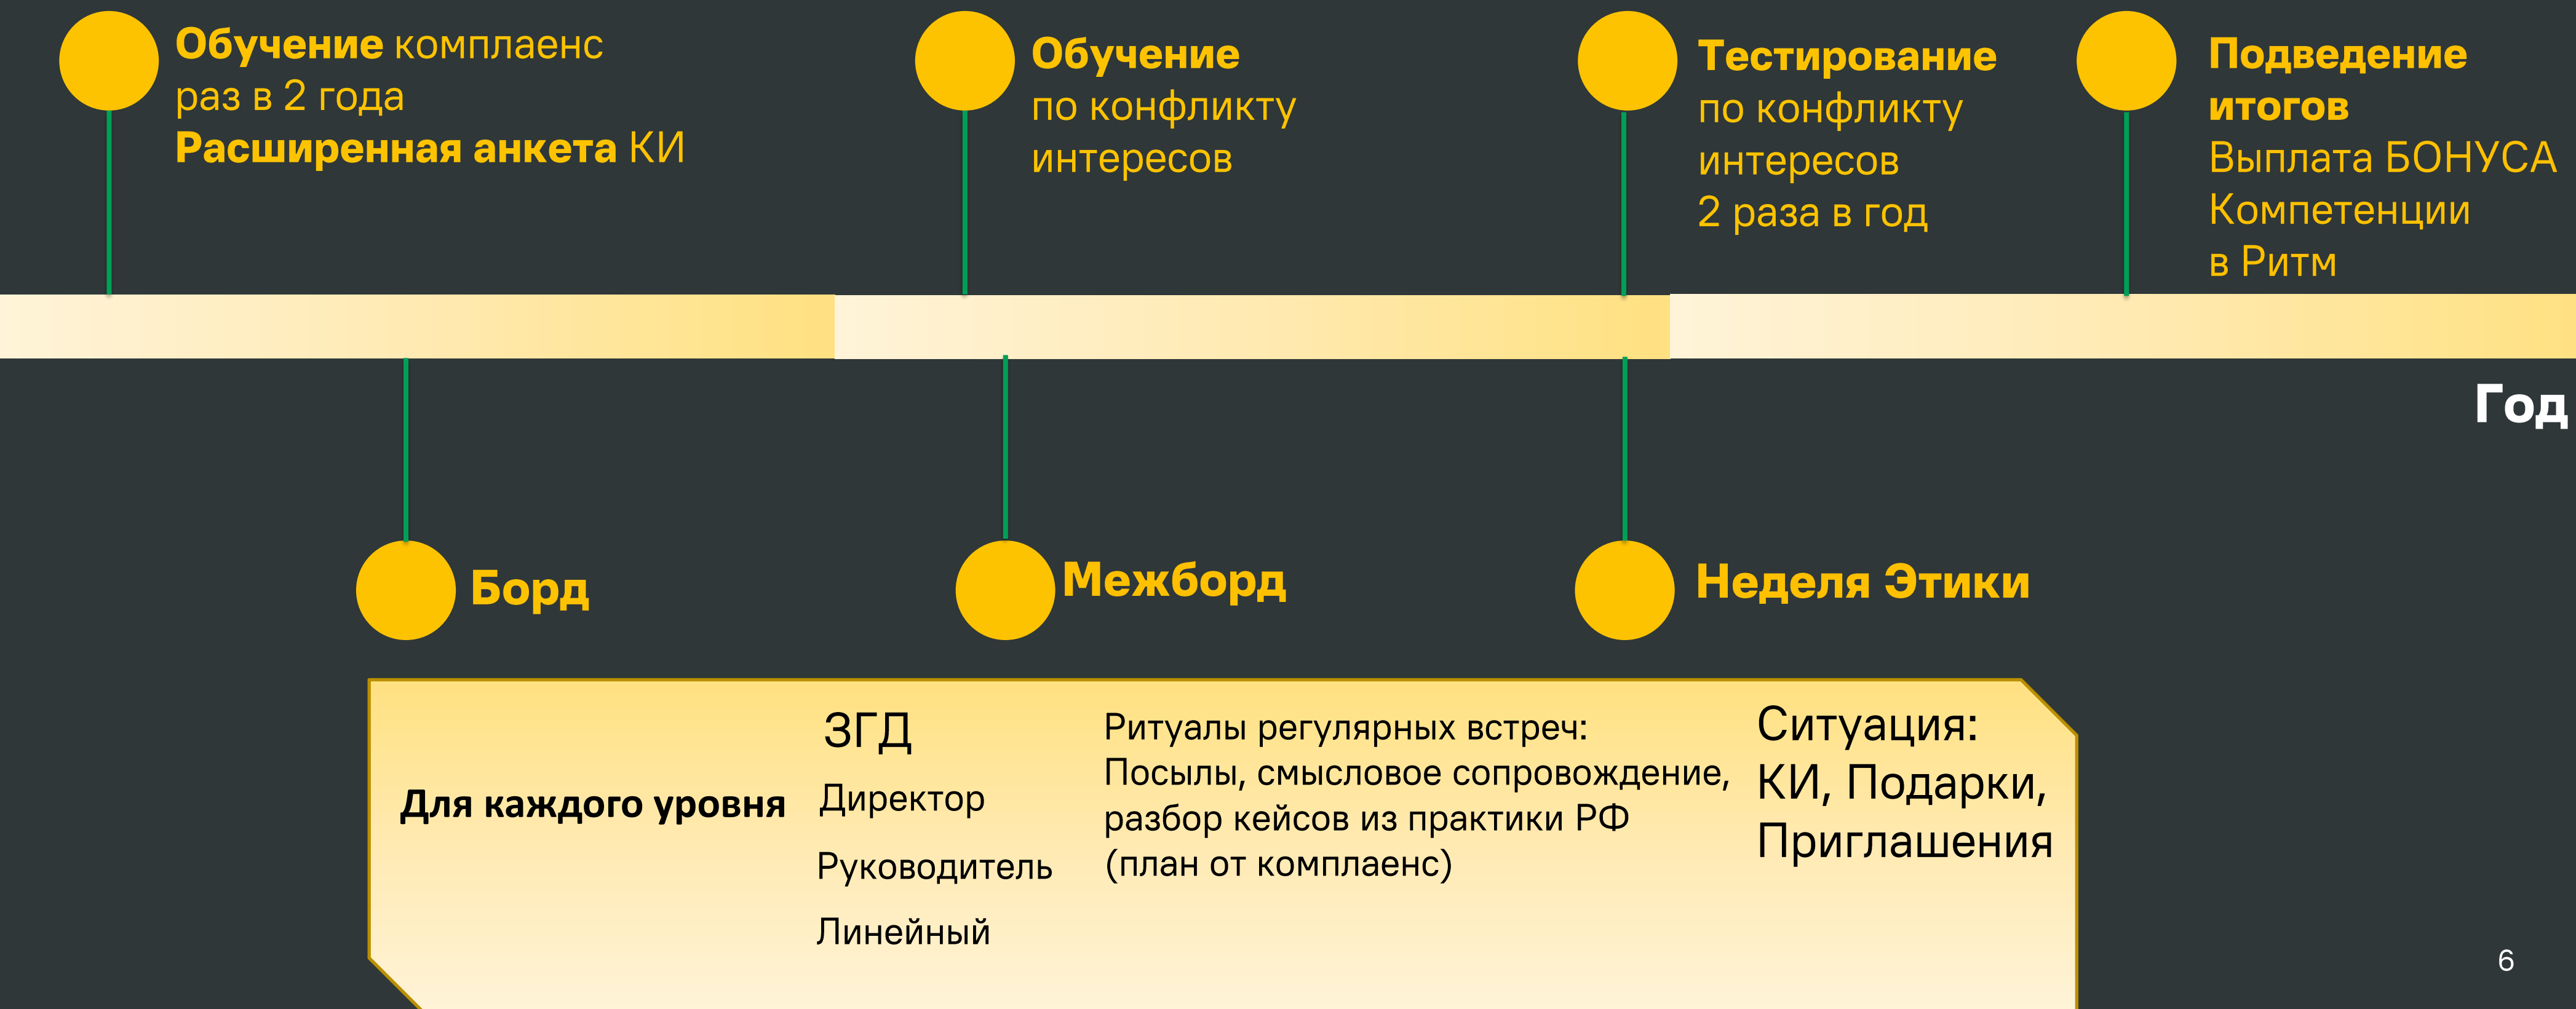 Обучение комплаенс
раз в 2 года
Расширенная анкета КИ
Обучение
по конфликту
интересов
Тестирование
по конфликту
интересов
2 раза в год
Подведение
итогов
Выплата БОНУСА
Компетенции
в Ритм
Год
Борд
Межборд
Неделя Этики
Для каждого уровня
ЗГД
Директор
Руководитель
Линейный
Ритуалы регулярных встреч:
Посылы, смысловое сопровождение,
разбор кейсов из практики РФ
(план от комплаенс)
Ситуация:
КИ, Подарки,
Приглашения
6